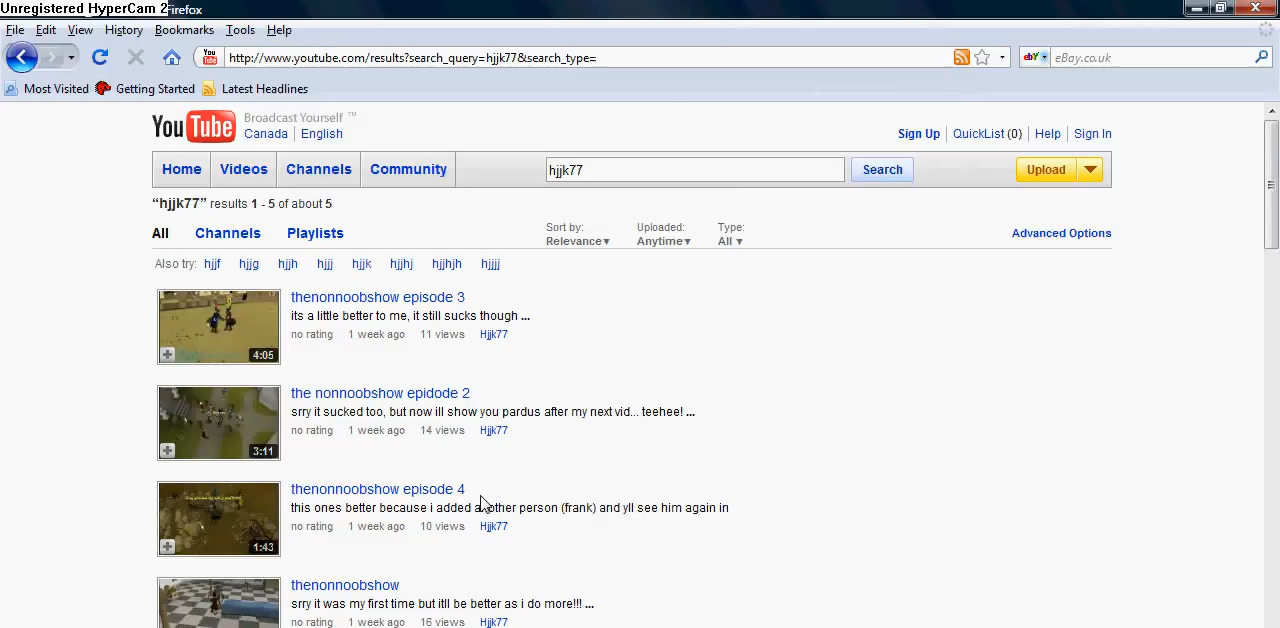 Unregistered HyperCam 2 Firefox
File Edit View History Bookmarks Tools Help
You Tube http://www.youtube.com/results?search_query=hjjk77&search_type= ebY eBay.co.uk
Most Visited Getting Started Latest Headlines
YouTube Broadcast Yourself ™
Canada English Sign Up QuickList (0) Help Sign In
Home Videos Channels Community hjjk77 Search Upload
“hjjk77” results 1 - 5 of about 5
Sort by: Uploaded: Type:
All Channels Playlists Relevance▼ Anytime▼ All ▼ Advanced Options
Also try: hjjf hjjg hjjh hjjj hjjk hjjhj hjjhjh hjjjj
thenonnoobshow episode 3
its a little better to me, it still sucks though ...
no rating 1 week ago 11 views Hjjk77
4:05
the nonnoobshow epidode 2
srry it sucked too, but now ill show you pardus after my next vid... teehee! ...
no rating 1 week ago 14 views Hjjk77
3:11
thenonnoobshow episode 4
this ones better because i added another person (frank) and yll see him again in
no rating 1 week ago 10 views Hjjk77
1:43
thenonnoobshow
srry it was my first time but itll be better as i do more!!! ...
no rating 1 week ago 16 views Hjjk77